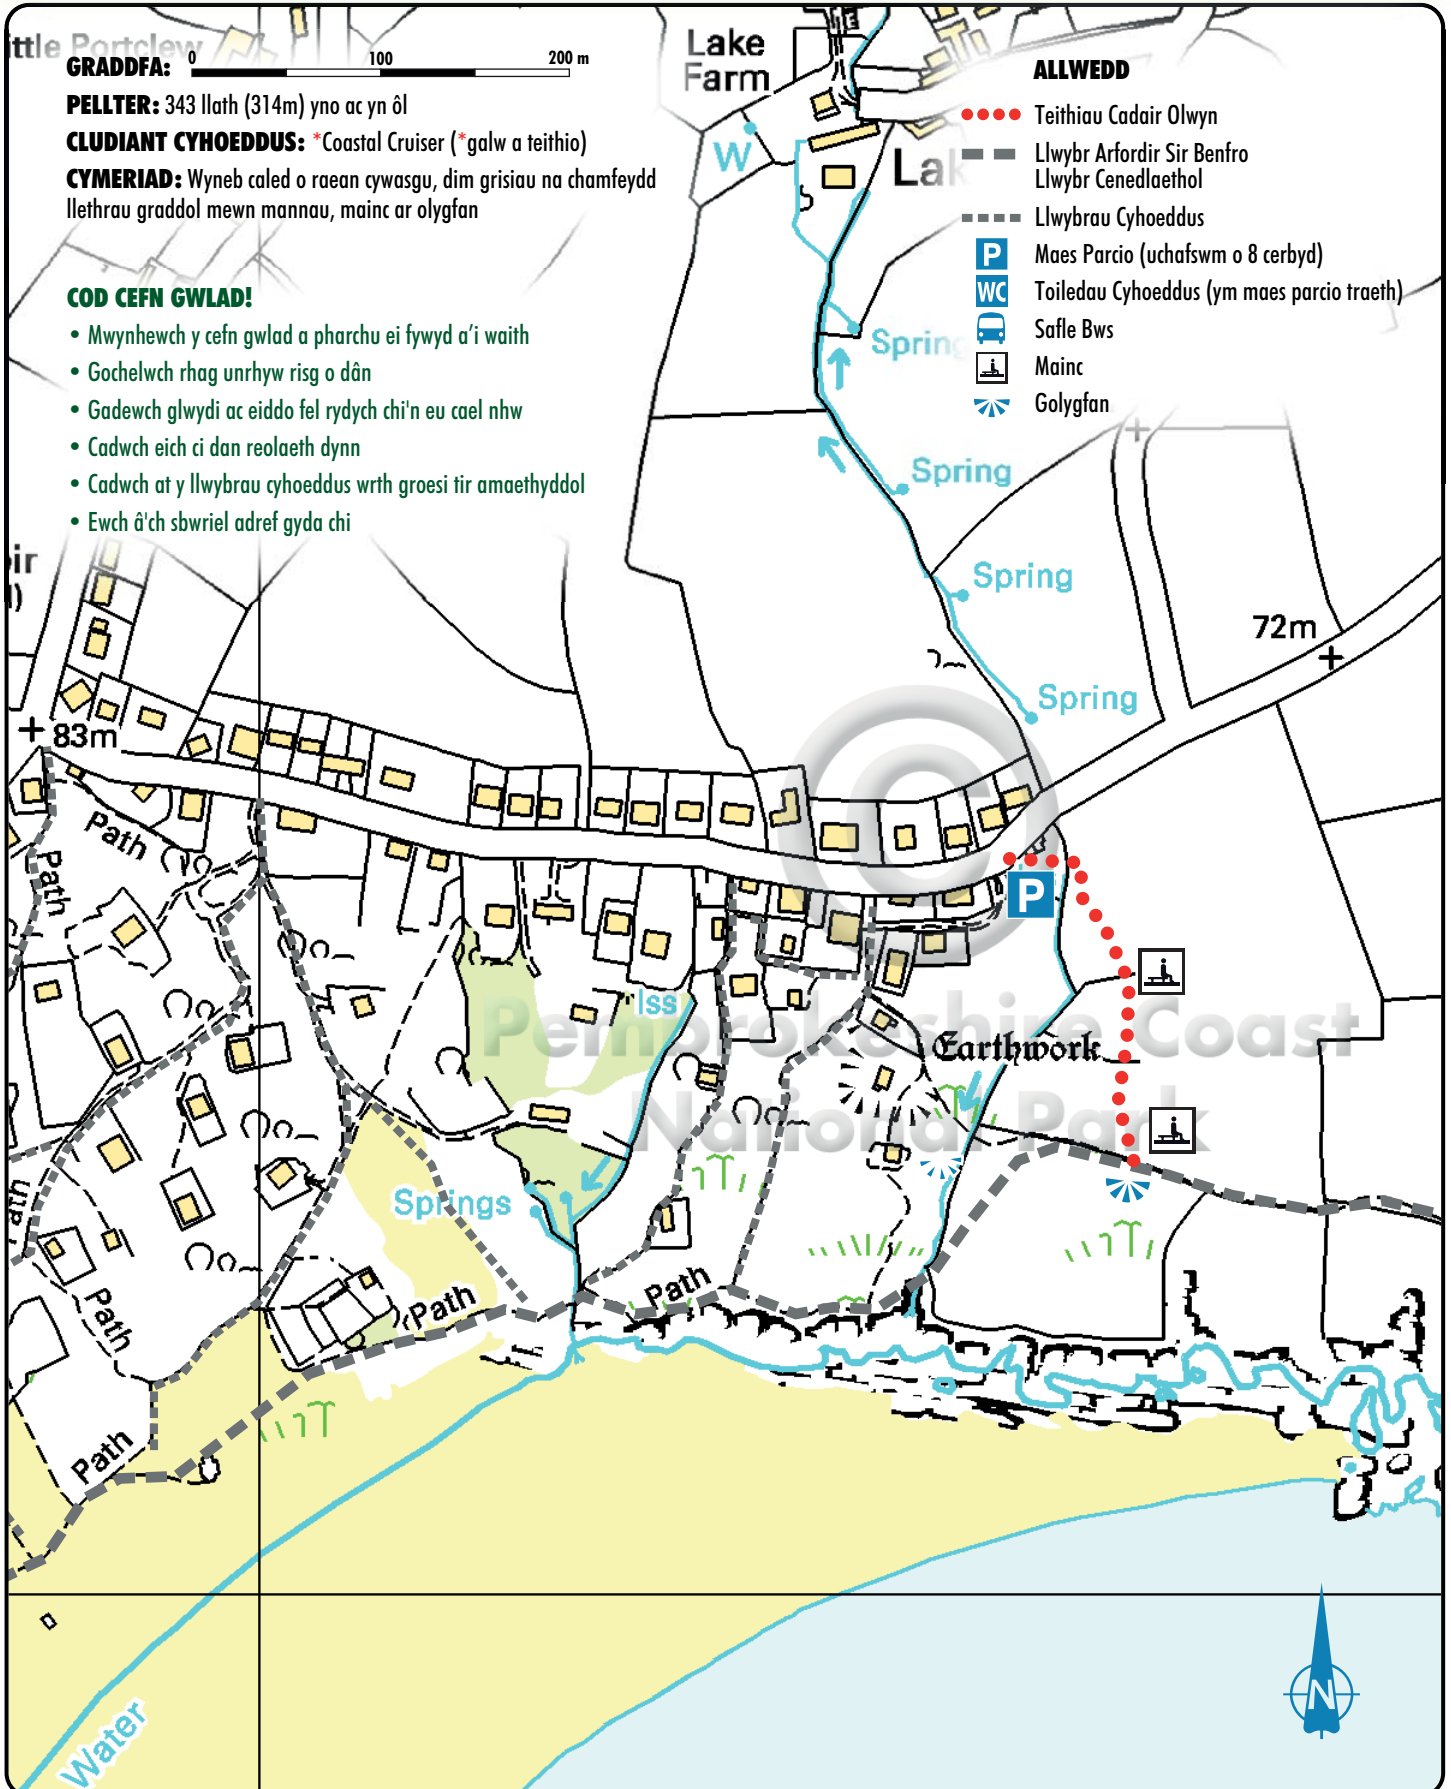 ittle Portclew
GRADDFA: 0 100 200 m
PELLTER: 343 llath (314m) yno ac yn ôl
CLUDIANT CYHOEDDUS: *Coastal Cruiser (*galw a teithio)
CYMERIAD: Wyneb caled o raean cywasgu, dim grisiau na chamfeydd
llethrau graddol mewn mannau, mainc ar olygfan
COD CEFN GWLAD!
• Mwynhewch y cefn gwlad a pharchu ei fywyd a’i waith
• Gochelwch rhag unrhyw risg o dân
• Gadewch glwydi ac eiddo fel rydych chi'n eu cael nhw
• Cadwch eich ci dan reolaeth dynn
• Cadwch at y llwybrau cyhoeddus wrth groesi tir amaethyddol
• Ewch â'ch sbwriel adref gyda chi
Lake
Farm
W
Lak
ALLWEDD
Teithiau Cadair Olwyn
Llwybr Arfordir Sir Benfro
Llwybr Cenedlaethol
Llwybrau Cyhoeddus
P Maes Parcio (uchafswm o 8 cerbyd)
WC Toiledau Cyhoeddus (ym maes parcio traeth)
Safle Bws
Mainc
Golygfan
Spring
Spring
Spring
Spring
72m
83m
ir
)
Path
Path
P
Iss
©
Pembrokeshire Coast
National Park
Earthwork
Springs
Path
Path
Path
Path
Path
Water
N